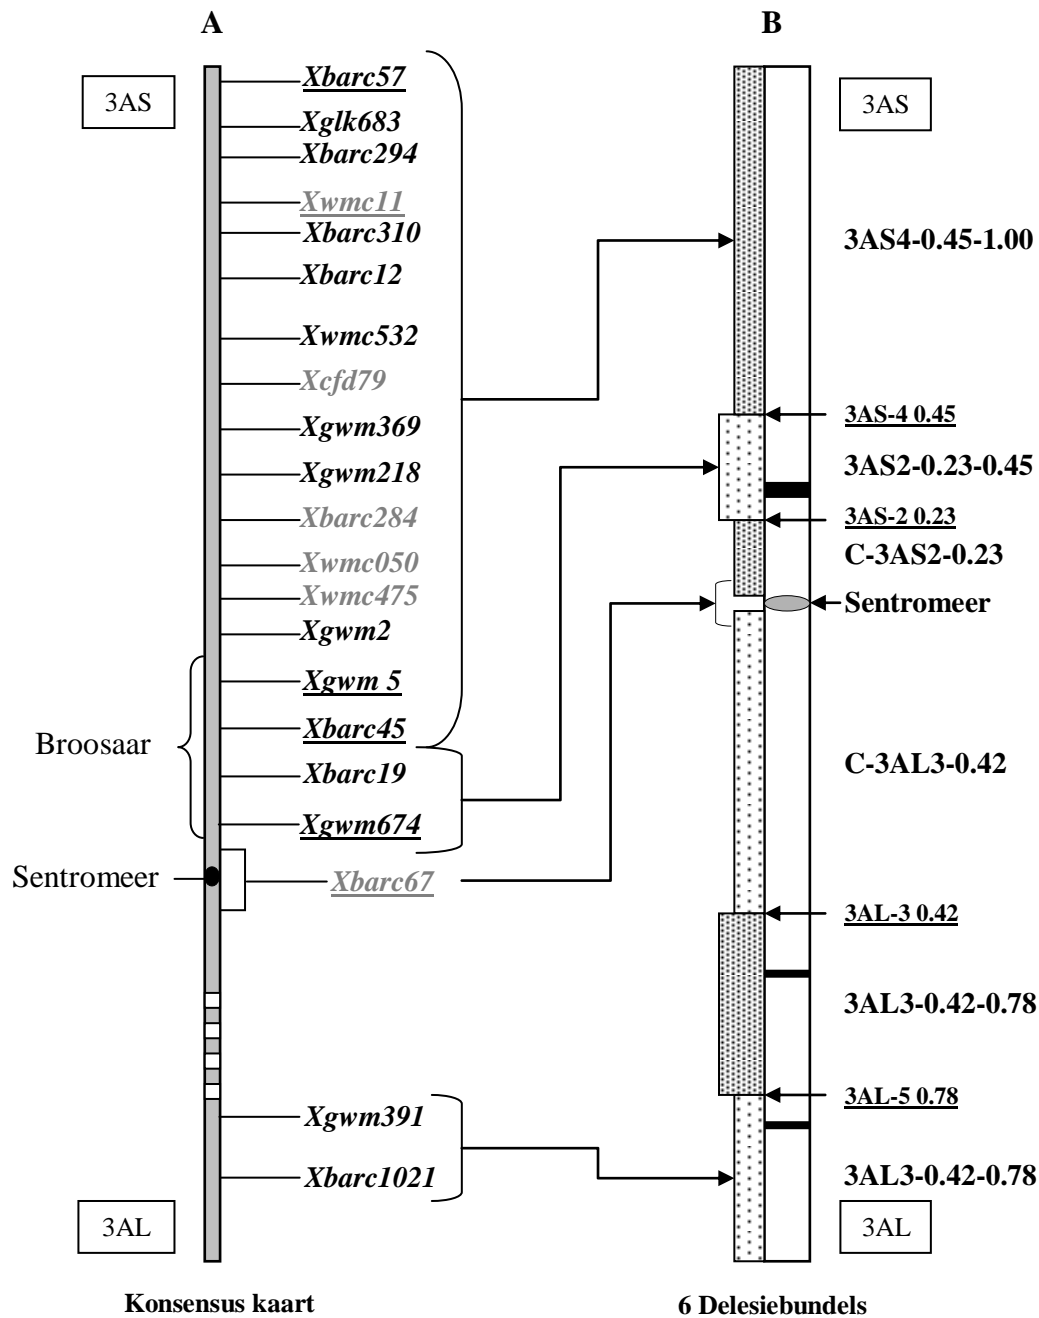 A
3AS
Xbarc57
Xglk683
Xbarc294
Xwmc11
Xbarc310
Xbarc12
Xwmc532
Xcfd79
Xgwm369
Xgwm218
Xbarc284
Xwmc050
Xwmc475
Xgwm2
Xgwm 5
Xbarc45
Broosaar
Xbarc19
Xgwm674
Sentromeer
Xbarc67
Xgwm391
Xbarc1021
3AL
Konsensus kaart
B
3AS
3AS4-0.45-1.00
3AS-4 0.45
3AS2-0.23-0.45
3AS-2 0.23
C-3AS2-0.23
Sentromeer
C-3AL3-0.42
3AL-3 0.42
3AL3-0.42-0.78
3AL-5 0.78
3AL3-0.42-0.78
3AL
6 Delesiebundels